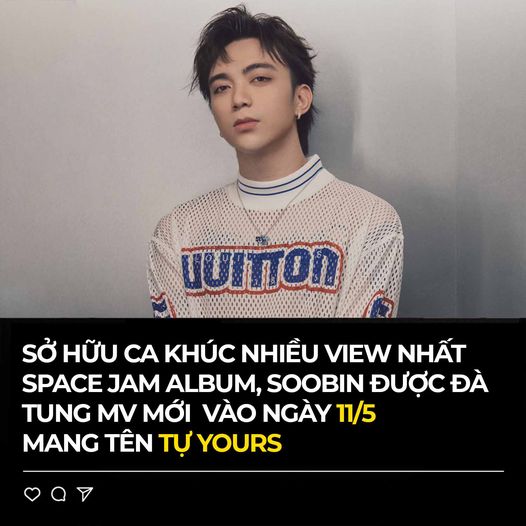 VUITTON
SỞ HỮU CA KHÚC NHIỀU VIEW NHẤT
SPACE JAM ALBUM, SOOBIN ĐƯỢC ĐÀ
TUNG MV MỚI VÀO NGÀY 11/5
MANG TÊN TỰ YOURS